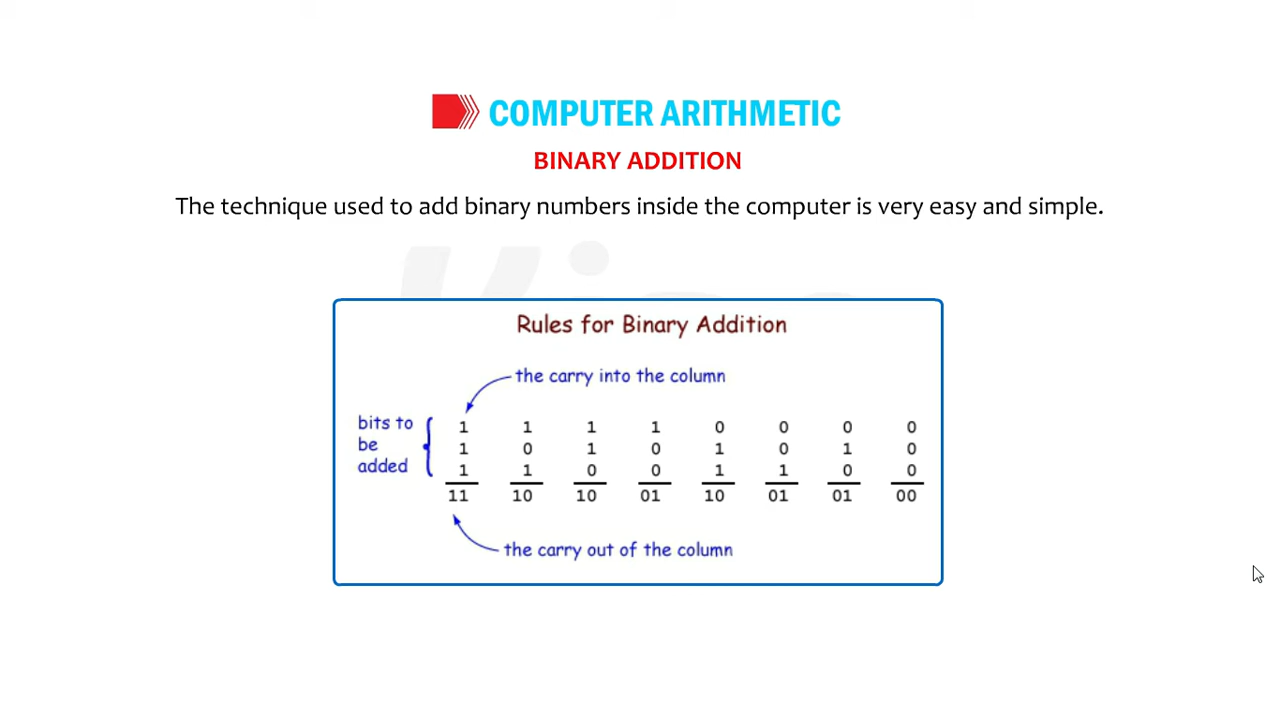 COMPUTER ARITHMETIC
BINARY ADDITION
The technique used to add binary numbers inside the computer is very easy and simple.
Rules for Binary Addition
the carry into the column
bits to
be
added
1 1 1 1 0 0 0 0
1 0 1 0 1 0 1 0
1 1 0 0 1 1 0 0
11 10 10 01 10 01 01 00
the carry out of the column